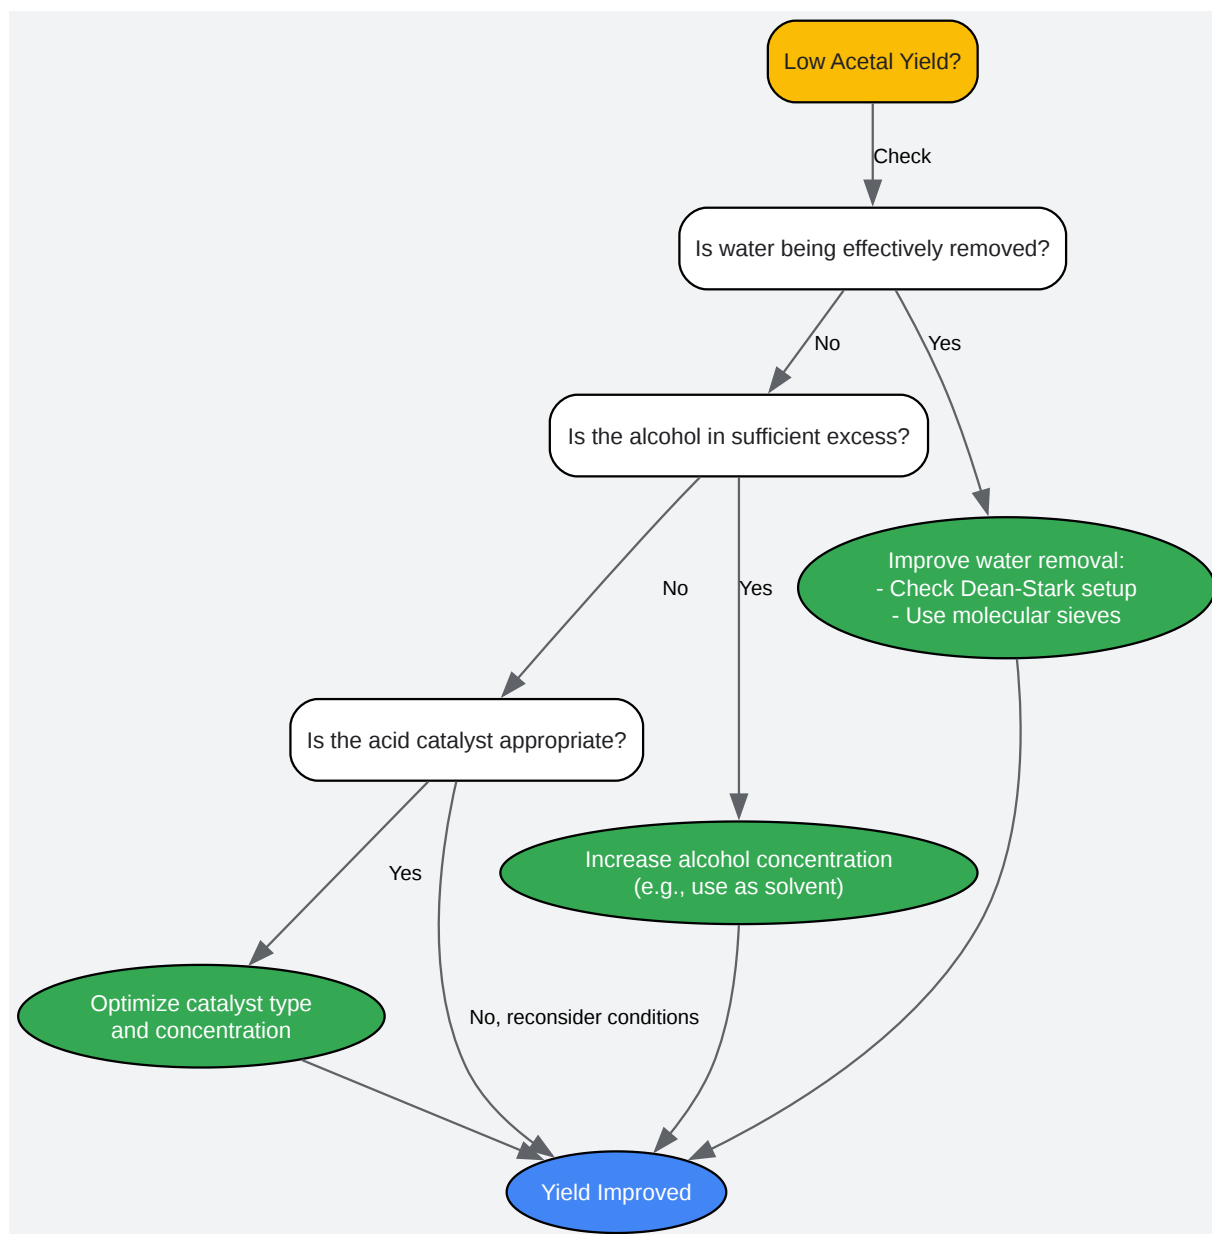 Low Acetal Yield?
Check
Is water being effectively removed?
No
Yes
Is the alcohol in sufficient excess?
No
Yes
Improve water removal:
- Check Dean-Stark setup
- Use molecular sieves
Is the acid catalyst appropriate?
Yes
Increase alcohol concentration
(e.g., use as solvent)
Optimize catalyst type
and concentration
No, reconsider conditions
Yield Improved